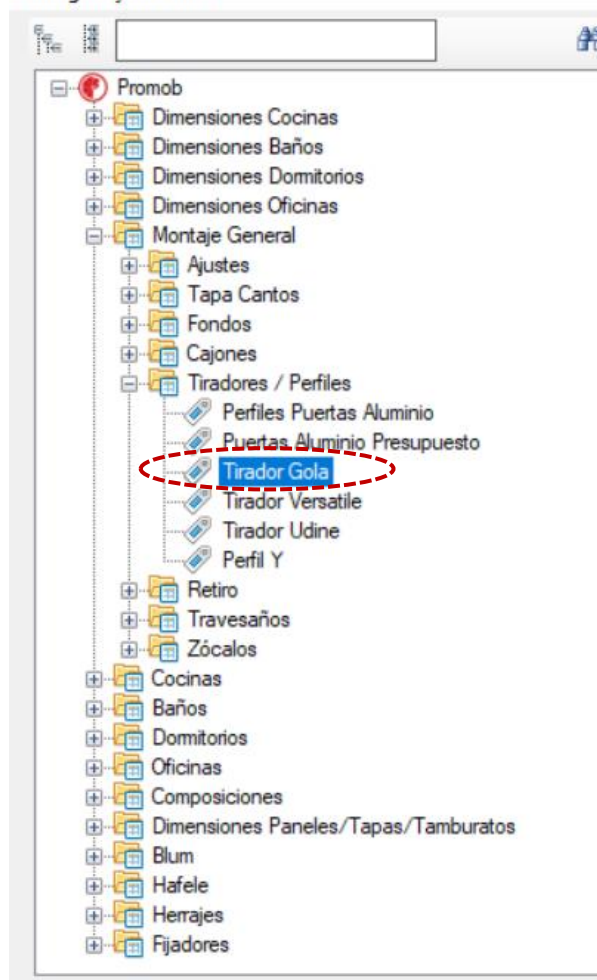 Promob
Dimensiones Cocinas
Dimensiones Baños
Dimensiones Dormitorios
Dimensiones Oficinas
Montaje General
Ajustes
Tapa Cantos
Fondos
Cajones
Tiradores / Perfiles
Perfiles Puertas Aluminio
Puertas Aluminio Presupuesto
Tirador Gola
Tirador Versatile
Tirador Udine
Perfil Y
Retiro
Travesaños
Zócalos
Cocinas
Baños
Dormitorios
Oficinas
Composiciones
Dimensiones Paneles/Tapas/Tamburatos
Blum
Hafele
Herrajes
Fijadores